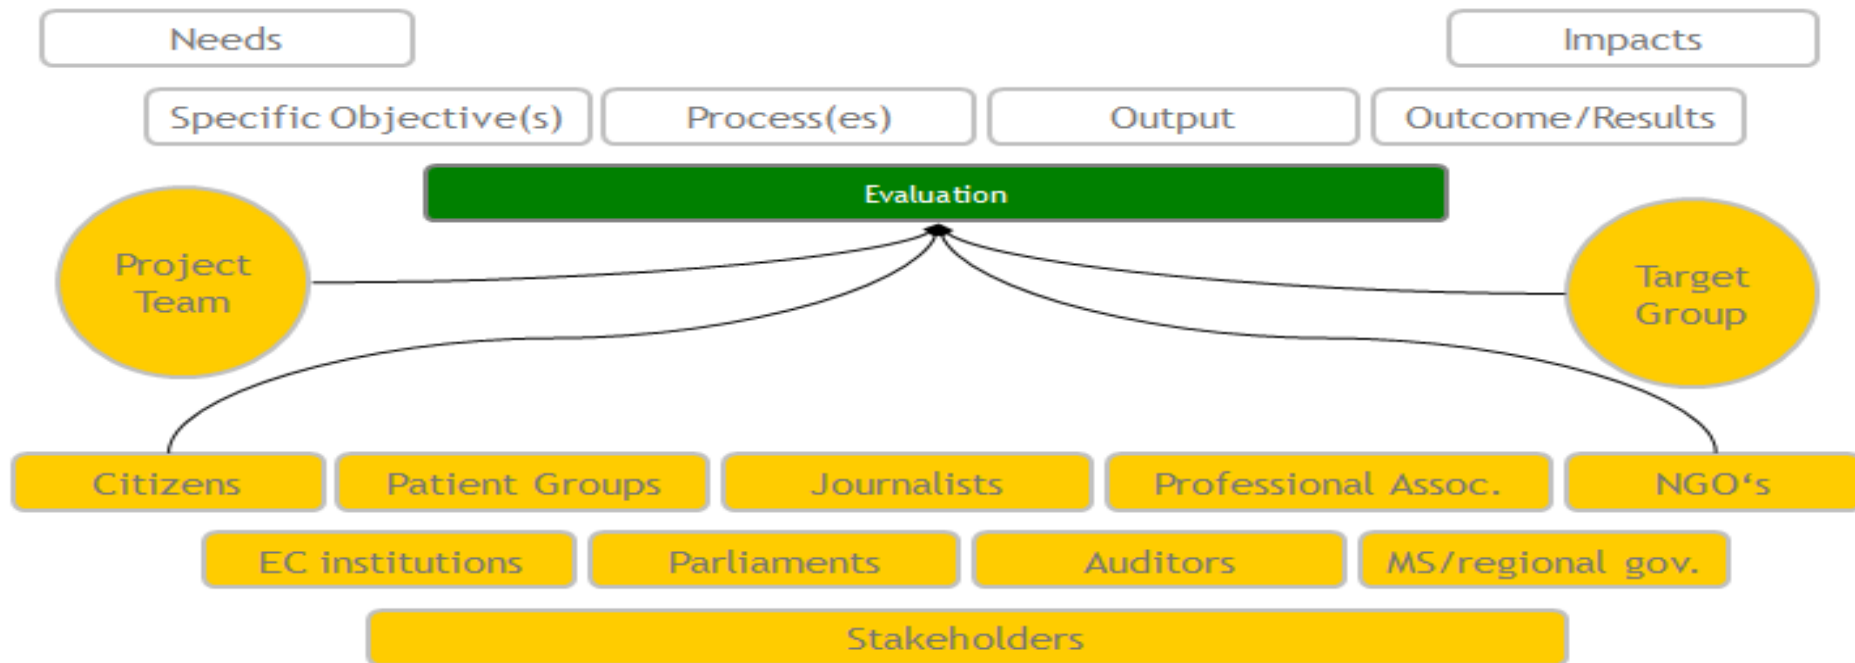 Needs
Impacts
Specific Objective(s)
Process(es)
Output
Outcome/Results
Evaluation
Project
Team
Target
Group
Citizens
Patient Groups
Journalists
Professional Assoc.
NGO‘s
EC institutions
Parliaments
Auditors
MS/regional gov.
Stakeholders